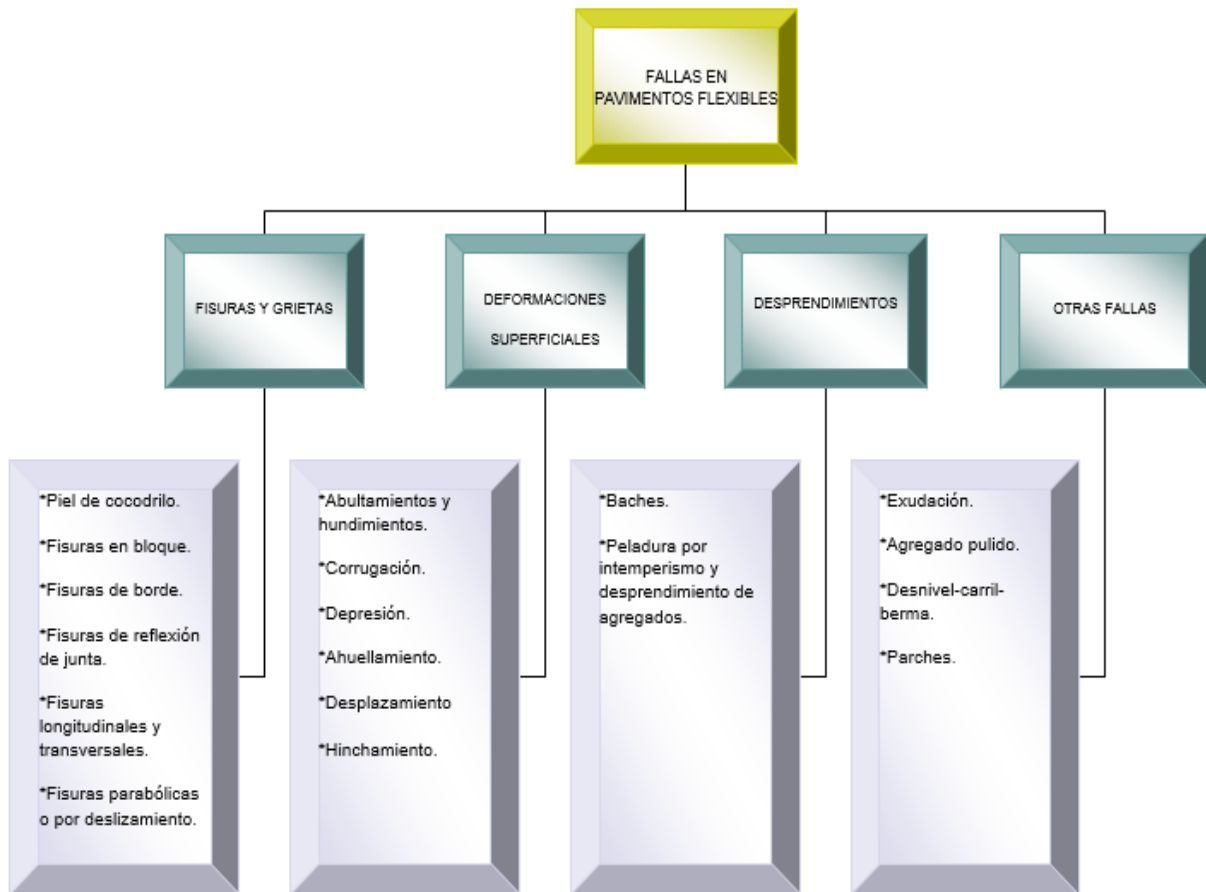 FALLAS EN
PAVIMENTOS FLEXIBLES
FISURAS Y GRIETAS
DEFORMACIONES
SUPERFICIALES
DESPRENDIMIENTOS
OTRAS FALLAS
*Piel de cocodrilo.
*Fisuras en bloque.
*Fisuras de borde.
*Fisuras de reflexión
de junta.
*Fisuras
longitudinales y
transversales.
*Fisuras parabólicas
o por deslizamiento.
*Abultamientos y
hundimientos.
*Corrugación.
*Depresión.
*Ahuellamiento.
*Desplazamiento
*Hinchamiento.
*Baches.
*Peladura por
intemperismo y
desprendimiento de
agregados.
*Exudación.
*Agregado pulido.
*Desnivel-carril-
berma.
*Parches.